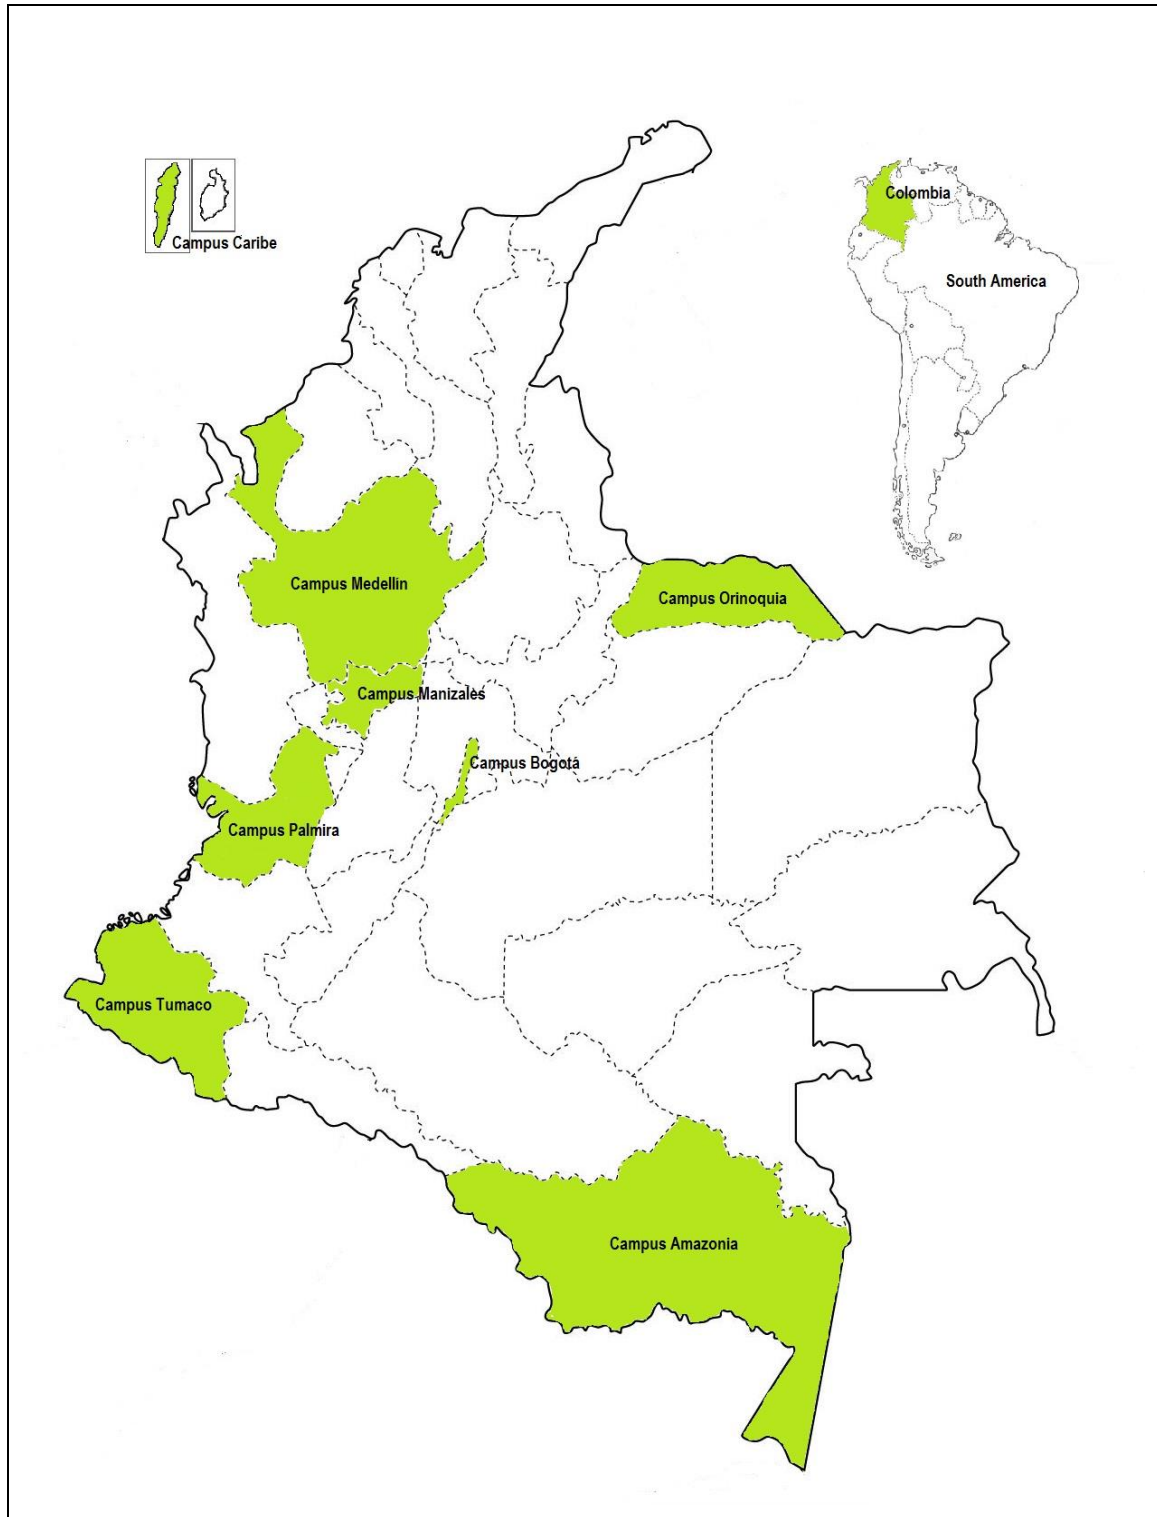 Campus Caribe
Colombia
South America
Campus Medellín
Campus Orinoquia
Campus Manizales
Campus Bogotá
Campus Palmira
Campus Tumaco
Campus Amazonia